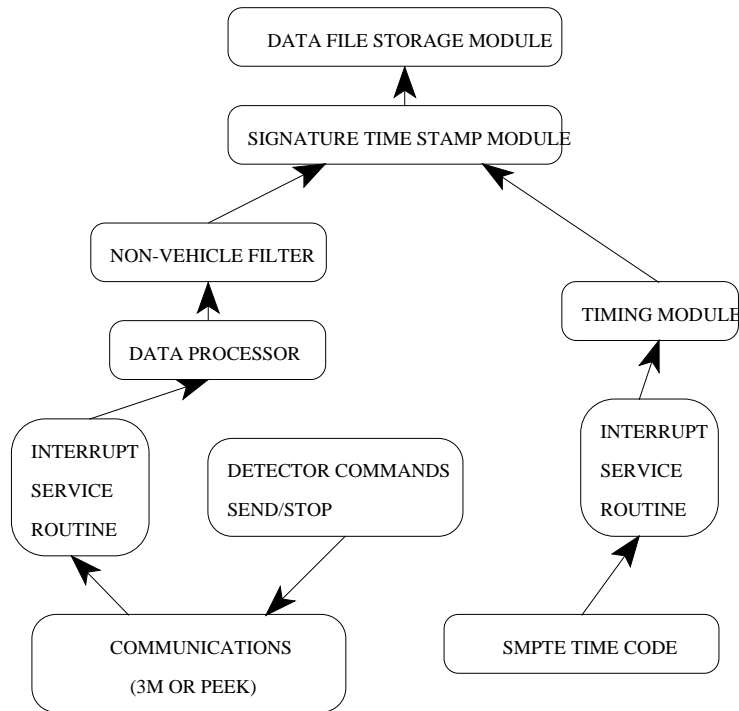 DATA FILE STORAGE MODULE
SIGNATURE TIME STAMP MODULE
NON-VEHICLE FILTER
TIMING MODULE
DATA PROCESSOR
INTERRUPT
SERVICE
ROUTINE
DETECTOR COMMANDS
SEND/STOP
INTERRUPT
SERVICE
ROUTINE
COMMUNICATIONS
(3M OR PEEK)
SMPTE TIME CODE